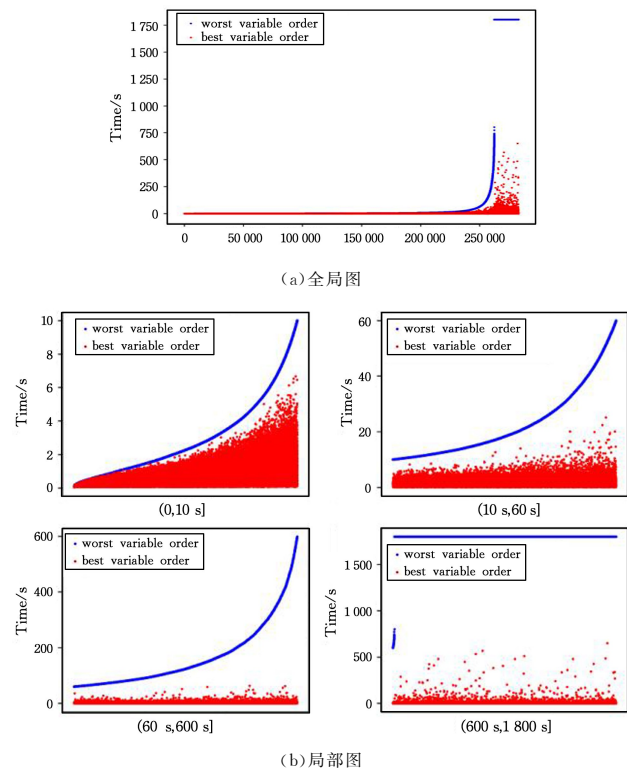 worst variable order
best variable order
1 750
1 500
1 250
1 000
750
500
250
0
Time/s
0 50 000 100 000 150 000 200 000 250 000
(a)全局图
10
8
6
4
2
0
Time/s
worst variable order
best variable order
(0,10 s]
60
40
20
0
Time/s
worst variable order
best variable order
(10 s,60 s]
600
400
200
0
Time/s
worst variable order
best variable order
(60 s,600 s]
1 500
1 000
500
0
Time/s
worst variable order
best variable order
(600 s,1 800 s]
(b)局部图